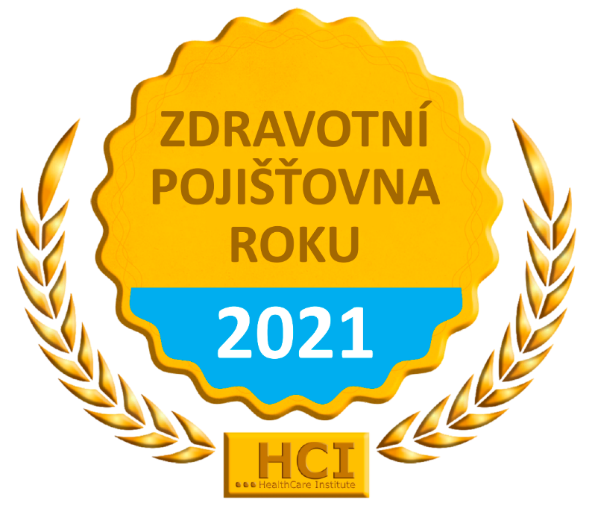 ZDRAVOTNÍ
POJIŠŤOVNA
ROKU
2021
HCI
HealthCare Institute